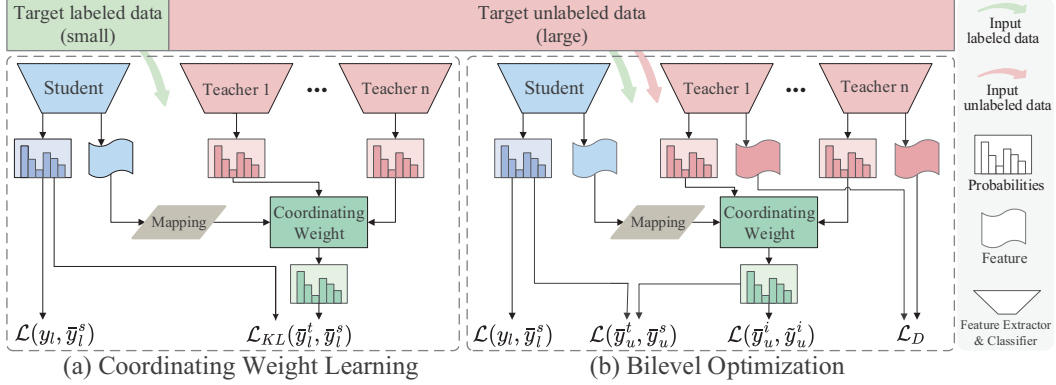 Target labeled data
(small)
Target unlabeled data
(large)
Student
Teacher 1
•••
Teacher n
Mapping
Coordinating
Weight
L(y_l, ȳ_l^s)
L_{KL}(ȳ_l^t, ȳ_l^s)
(a) Coordinating Weight Learning
Student
Teacher 1
•••
Teacher n
Mapping
Coordinating
Weight
L(y_l, ȳ_l^s)
L(ȳ_u^t, ȳ_u^s)
L(ȳ_u^i, ỹ_u^i)
L_D
(b) Bilevel Optimization
Input
labeled data
Input
unlabeled data
Probabilities
Feature
Feature Extractor
& Classifier